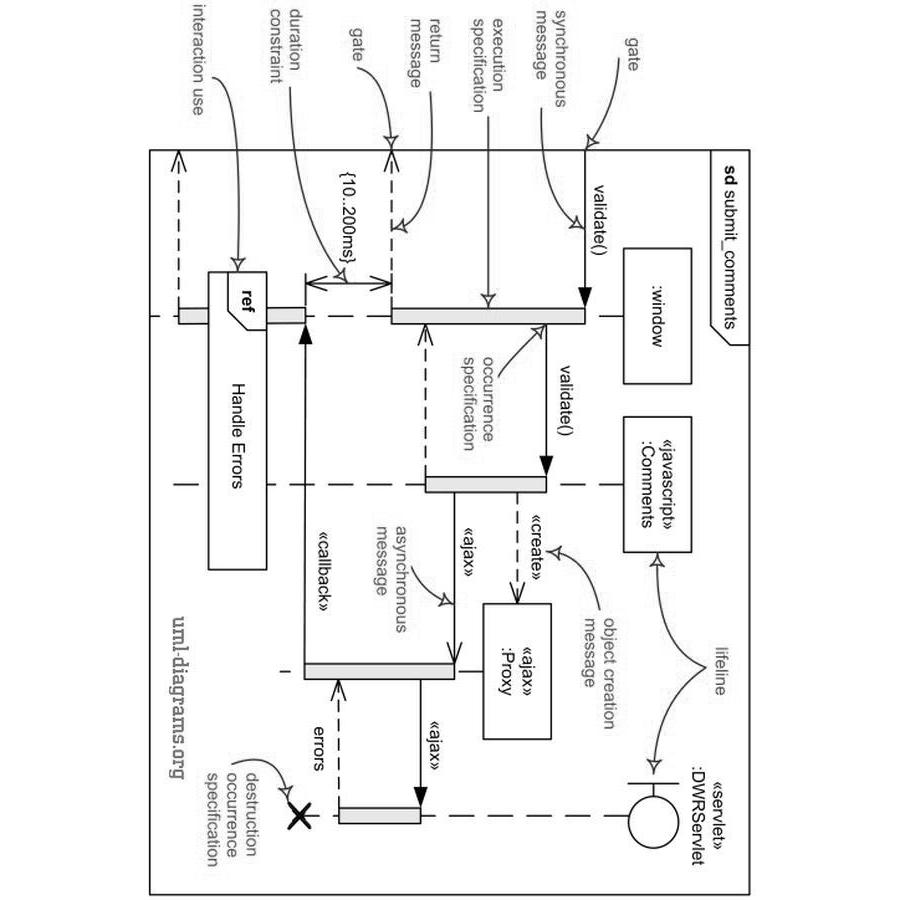 sd submit_comments
:window
«javascript»
:Comments
«servlet»
:DWRServlet
lifeline
gate
validate()
synchronous
message
validate()
execution
specification
occurrence
specification
«create»
object creation
message
«ajax»
:Proxy
return
message
«ajax»
asynchronous
message
«ajax»
gate
{10..200ms}
duration
constraint
«callback»
errors
interaction use
ref
Handle Errors
destruction
occurrence
specification
uml-diagrams.org